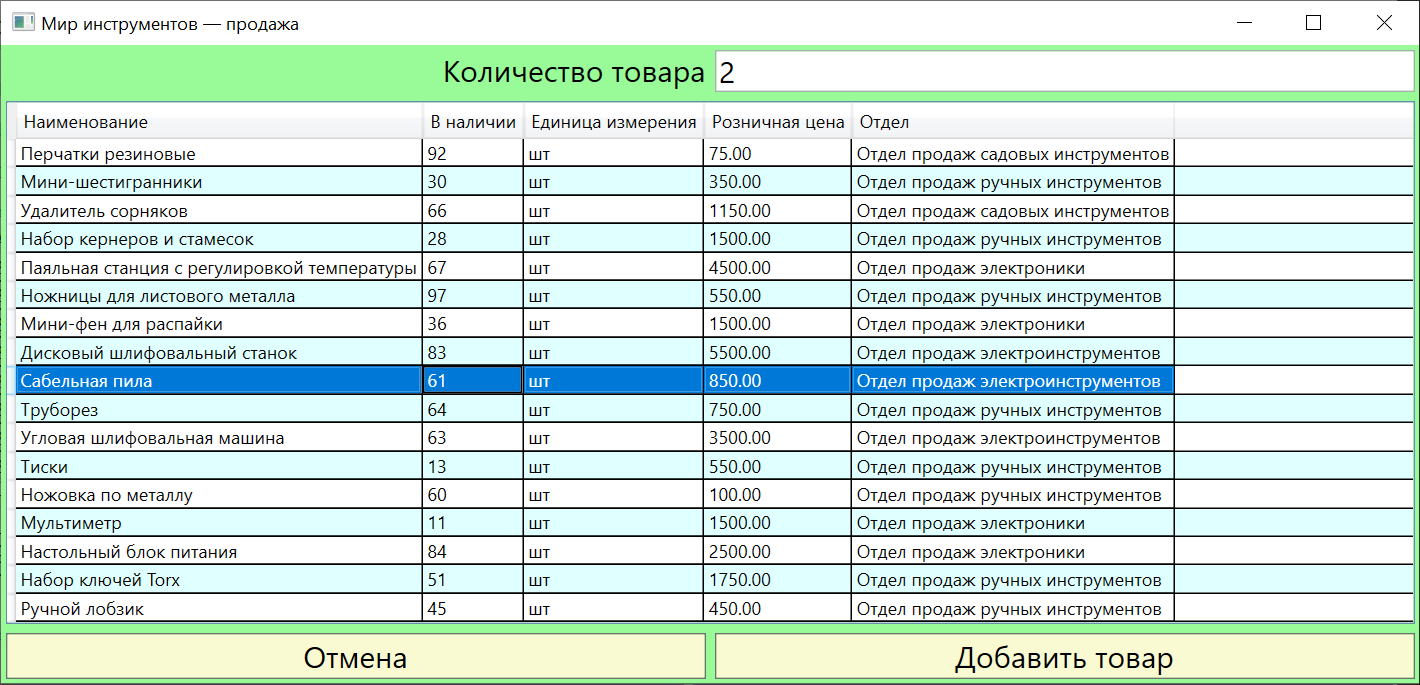 Мир инструментов — продажа
Количество товара 2
Наименование В наличии Единица измерения Розничная цена Отдел
Перчатки резиновые 92 шт 75.00 Отдел продаж садовых инструментов
Мини-шестигранники 30 шт 350.00 Отдел продаж ручных инструментов
Удалитель сорняков 66 шт 1150.00 Отдел продаж садовых инструментов
Набор кернеров и стамесок 28 шт 1500.00 Отдел продаж ручных инструментов
Паяльная станция с регулировкой температуры 67 шт 4500.00 Отдел продаж электроники
Ножницы для листового металла 97 шт 550.00 Отдел продаж ручных инструментов
Мини-фен для распайки 36 шт 1500.00 Отдел продаж электроники
Дисковый шлифовальный станок 83 шт 5500.00 Отдел продаж электроинструментов
Сабельная пила 61 шт 850.00 Отдел продаж электроинструментов
Труборез 64 шт 750.00 Отдел продаж ручных инструментов
Угловая шлифовальная машина 63 шт 3500.00 Отдел продаж электроинструментов
Тиски 13 шт 550.00 Отдел продаж ручных инструментов
Ножовка по металлу 60 шт 100.00 Отдел продаж ручных инструментов
Мультиметр 11 шт 1500.00 Отдел продаж электроники
Настольный блок питания 84 шт 2500.00 Отдел продаж электроники
Набор ключей Torx 51 шт 1750.00 Отдел продаж ручных инструментов
Ручной лобзик 45 шт 450.00 Отдел продаж ручных инструментов
Отмена Добавить товар